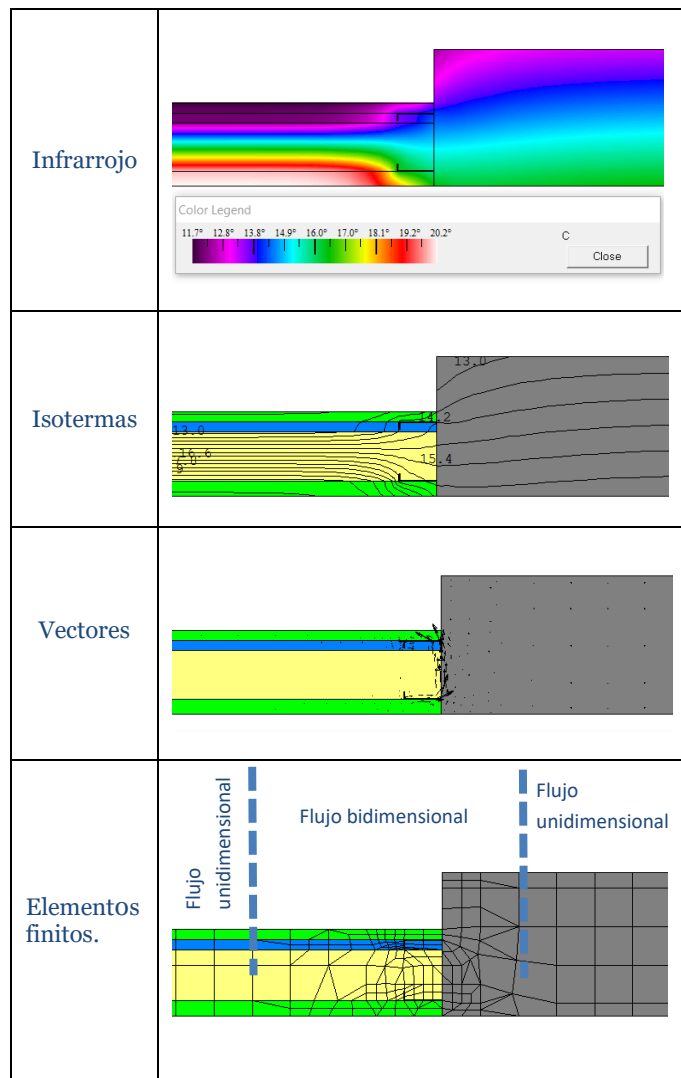 Infrarrojo
Color Legend
11.7° 12.8° 13.8° 14.9° 16.0° 17.0° 18.1° 19.2° 20.2°
C
Close
Isotermas
13.0
14.2
13.0
16.6
15.4
Vectores
Elementos
finitos.
Flujo
unidimensional
Flujo bidimensional
Flujo
unidimensional